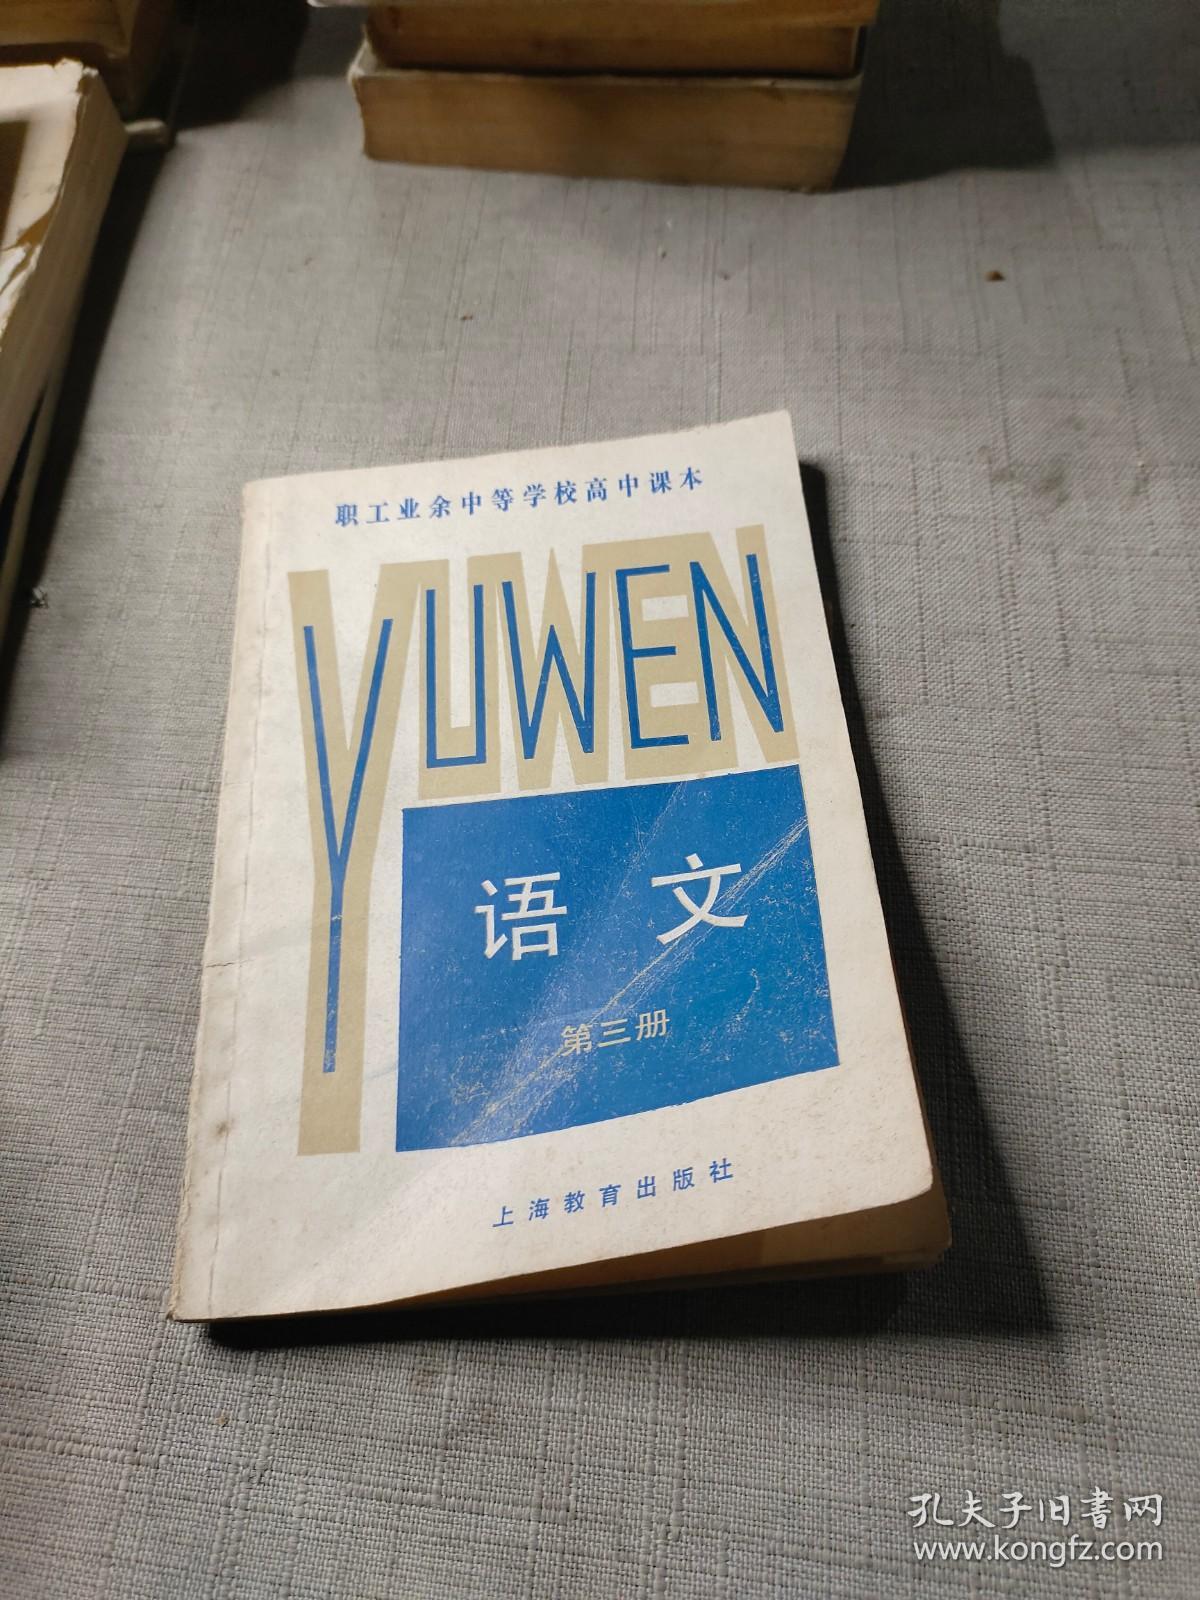 职工业余中等学校高中课本
YUWEN
语文
第三册
上海教育出版社
孔夫子旧书网
www.kongfz.com